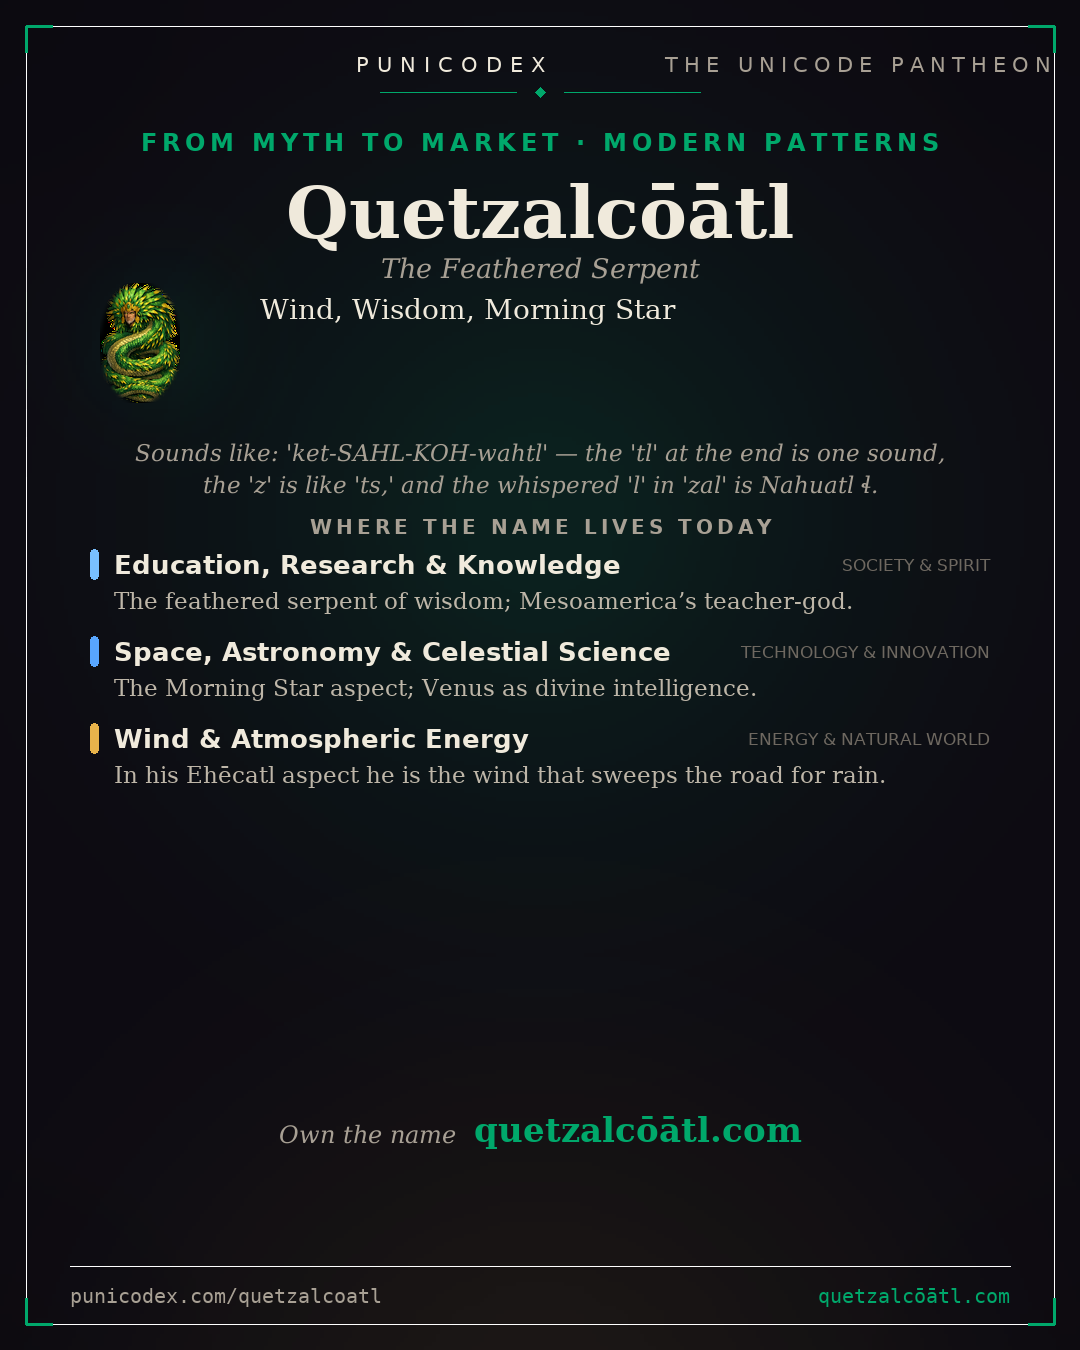 PUNICODEX THE UNICODE PANTHEON
FROM MYTH TO MARKET · MODERN PATTERNS
Quetzalcōātl
The Feathered Serpent
Wind, Wisdom, Morning Star
Sounds like: 'ket-SAHL-KOH-wahtl' — the 'tl' at the end is one sound,
the 'z' is like 'ts,' and the whispered 'l' in 'zal' is Nahuatl ɬ.
WHERE THE NAME LIVES TODAY
Education, Research & Knowledge SOCIETY & SPIRIT
The feathered serpent of wisdom; Mesoamerica’s teacher-god.
Space, Astronomy & Celestial Science TECHNOLOGY & INNOVATION
The Morning Star aspect; Venus as divine intelligence.
Wind & Atmospheric Energy ENERGY & NATURAL WORLD
In his Ehēcatl aspect he is the wind that sweeps the road for rain.
Own the name quetzalcōātl.com
punicodex.com/quetzalcoatl quetzalcōātl.com